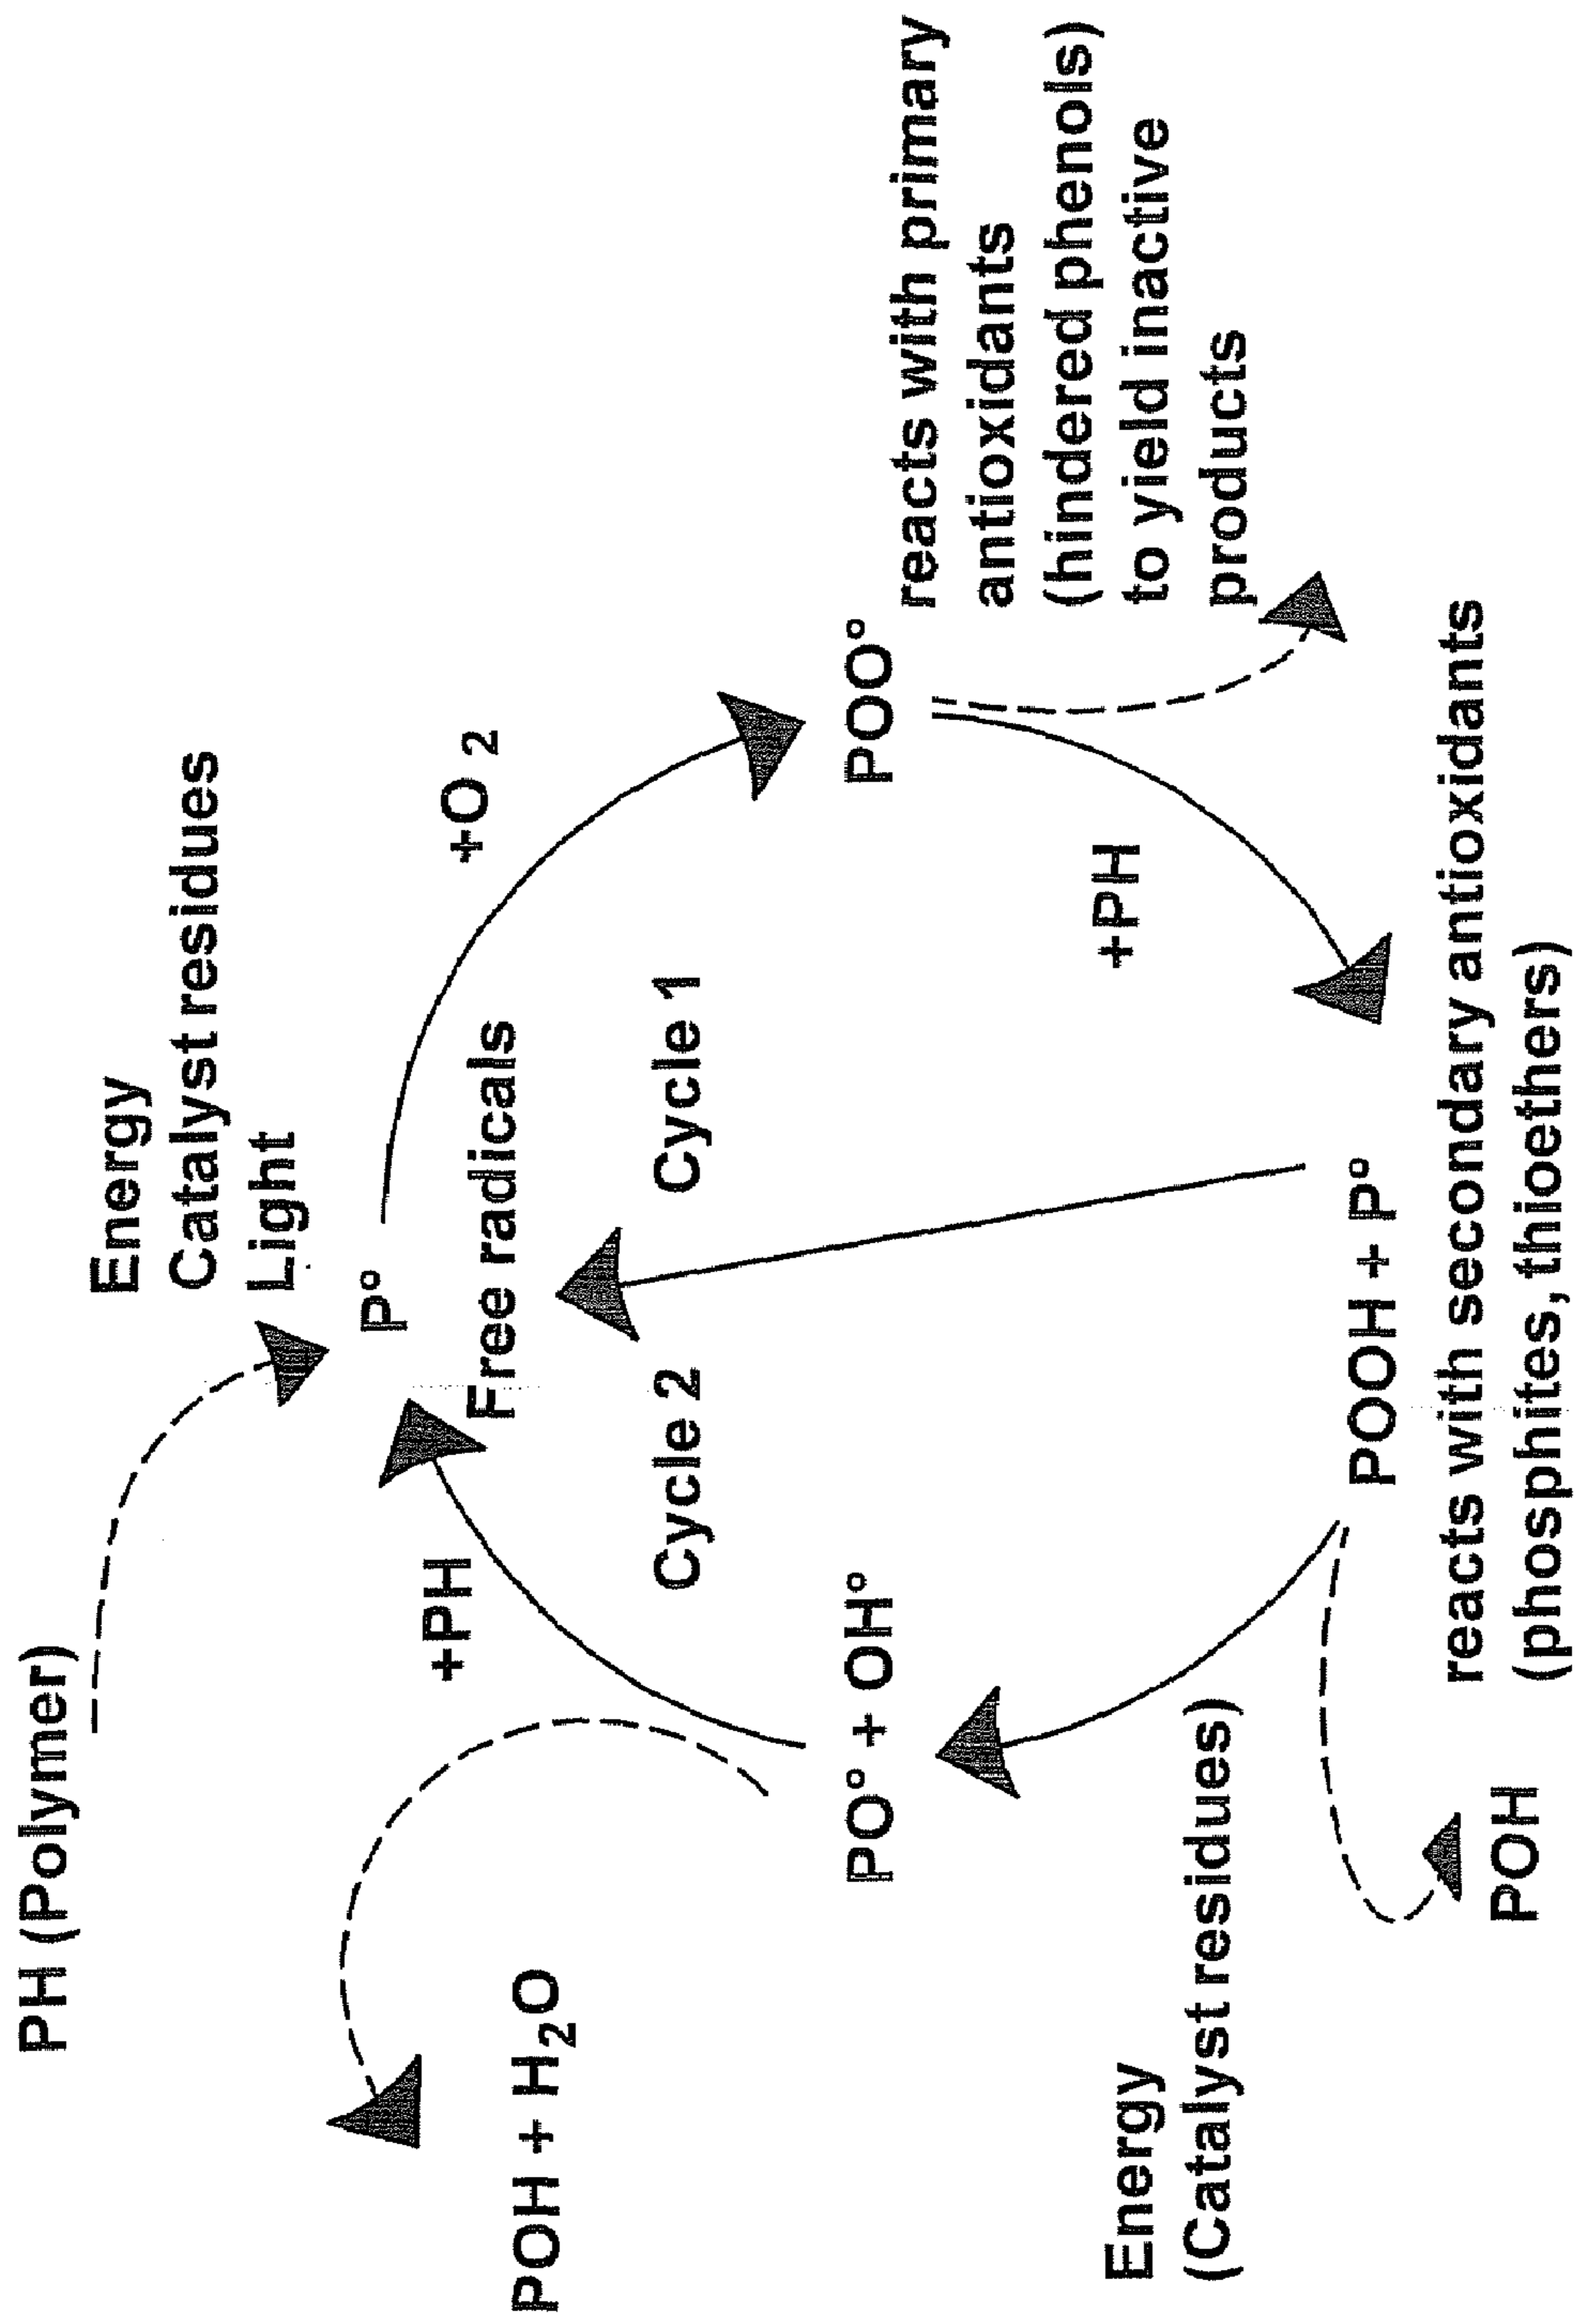 PH (Polymer)
Energy
Catalyst residues
Light
P°
+O 2
+PH
Free radicals
POH + H2O
Cycle 2
Cycle 1
PO° + OH°
POO°
reacts with primary
antioxidants
(hindered phenols)
to yield inactive
products
+PH
Energy
(Catalyst residues)
POOH + P°
reacts with secondary antioxidants
(phosphites, thioethers)
POH